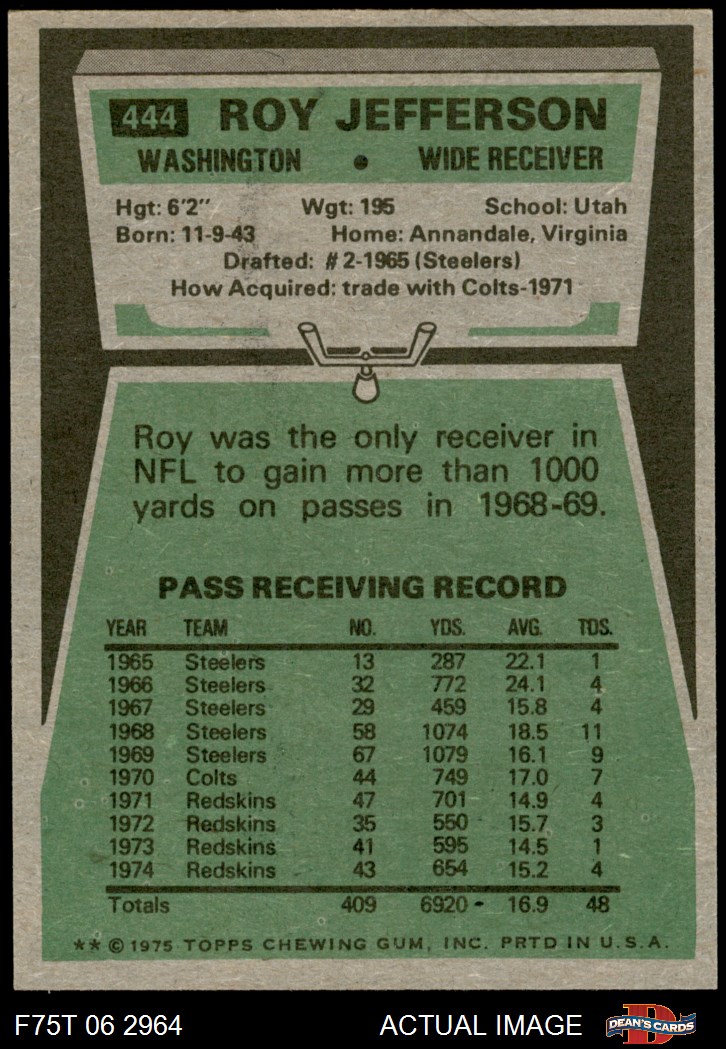 444 ROY JEFFERSON
WASHINGTON • WIDE RECEIVER
Hgt: 6'2" Wgt: 195 School: Utah
Born: 11-9-43 Home: Annandale, Virginia
Drafted: #2-1965 (Steelers)
How Acquired: trade with Colts-1971
Roy was the only receiver in
NFL to gain more than 1000
yards on passes in 1968-69.
PASS RECEIVING RECORD
YEAR TEAM NO. YDS. AVG. TDS.
1965 Steelers 13 287 22.1 1
1966 Steelers 32 772 24.1 4
1967 Steelers 29 459 15.8 4
1968 Steelers 58 1074 18.5 11
1969 Steelers 67 1079 16.1 9
1970 Colts 44 749 17.0 7
1971 Redskins 47 701 14.9 4
1972 Redskins 35 550 15.7 3
1973 Redskins 41 595 14.5 1
1974 Redskins 43 654 15.2 4
Totals 409 6920 16.9 48
** © 1975 TOPPS CHEWING GUM, INC. PRTD IN U.S.A.
F75T 06 2964 ACTUAL IMAGE D DEAN'S CARDS